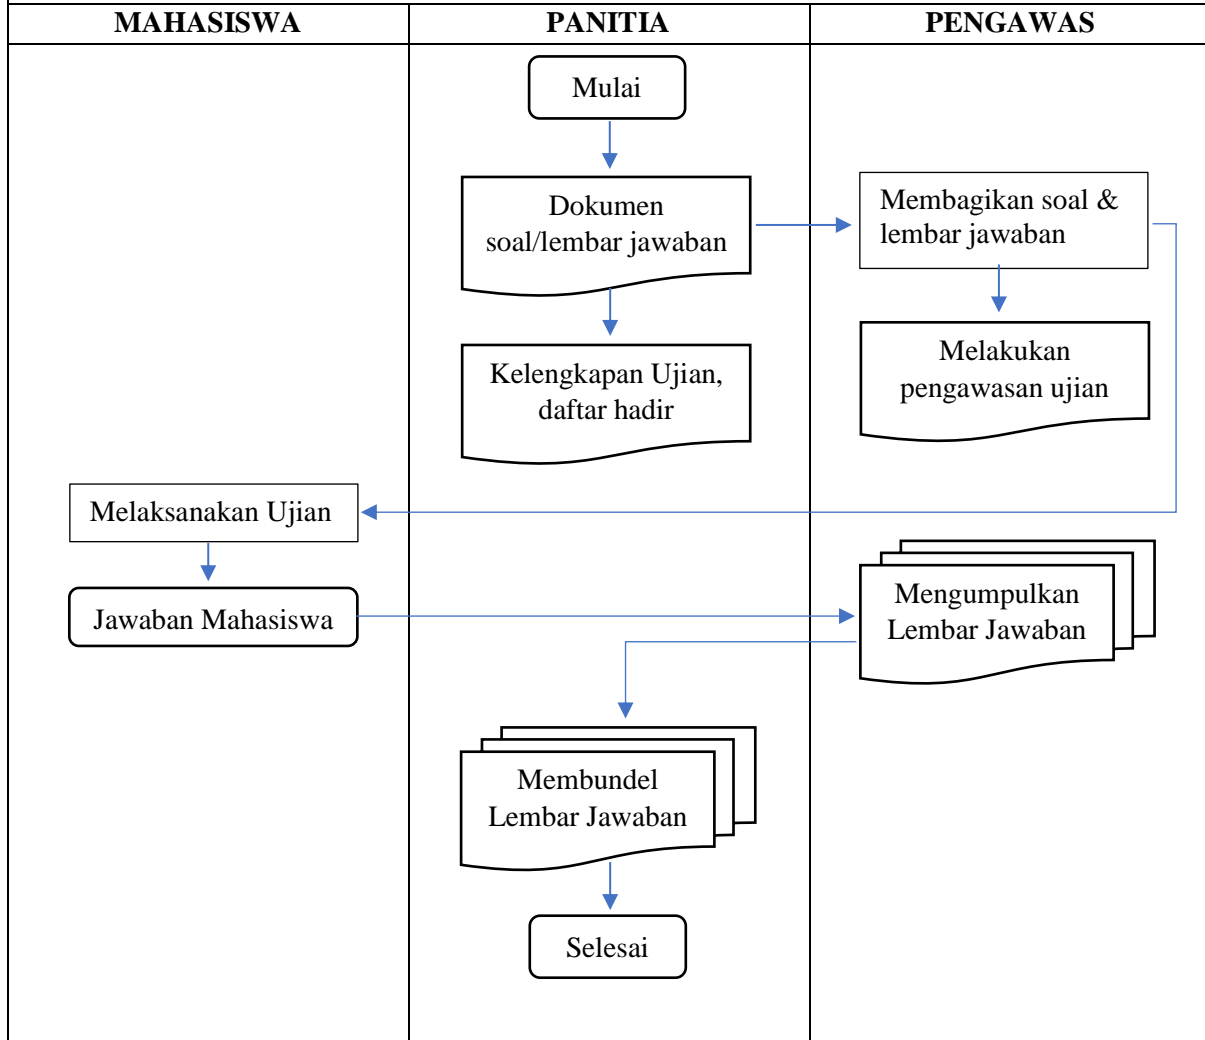 MAHASISWA
PANITIA
PENGAWAS
Mulai
Dokumen
soal/lembar jawaban
Membagikan soal &
lembar jawaban
Kelengkapan Ujian,
daftar hadir
Melakukan
pengawasan ujian
Melaksanakan Ujian
Jawaban Mahasiswa
Mengumpulkan
Lembar Jawaban
Membundel
Lembar Jawaban
Selesai